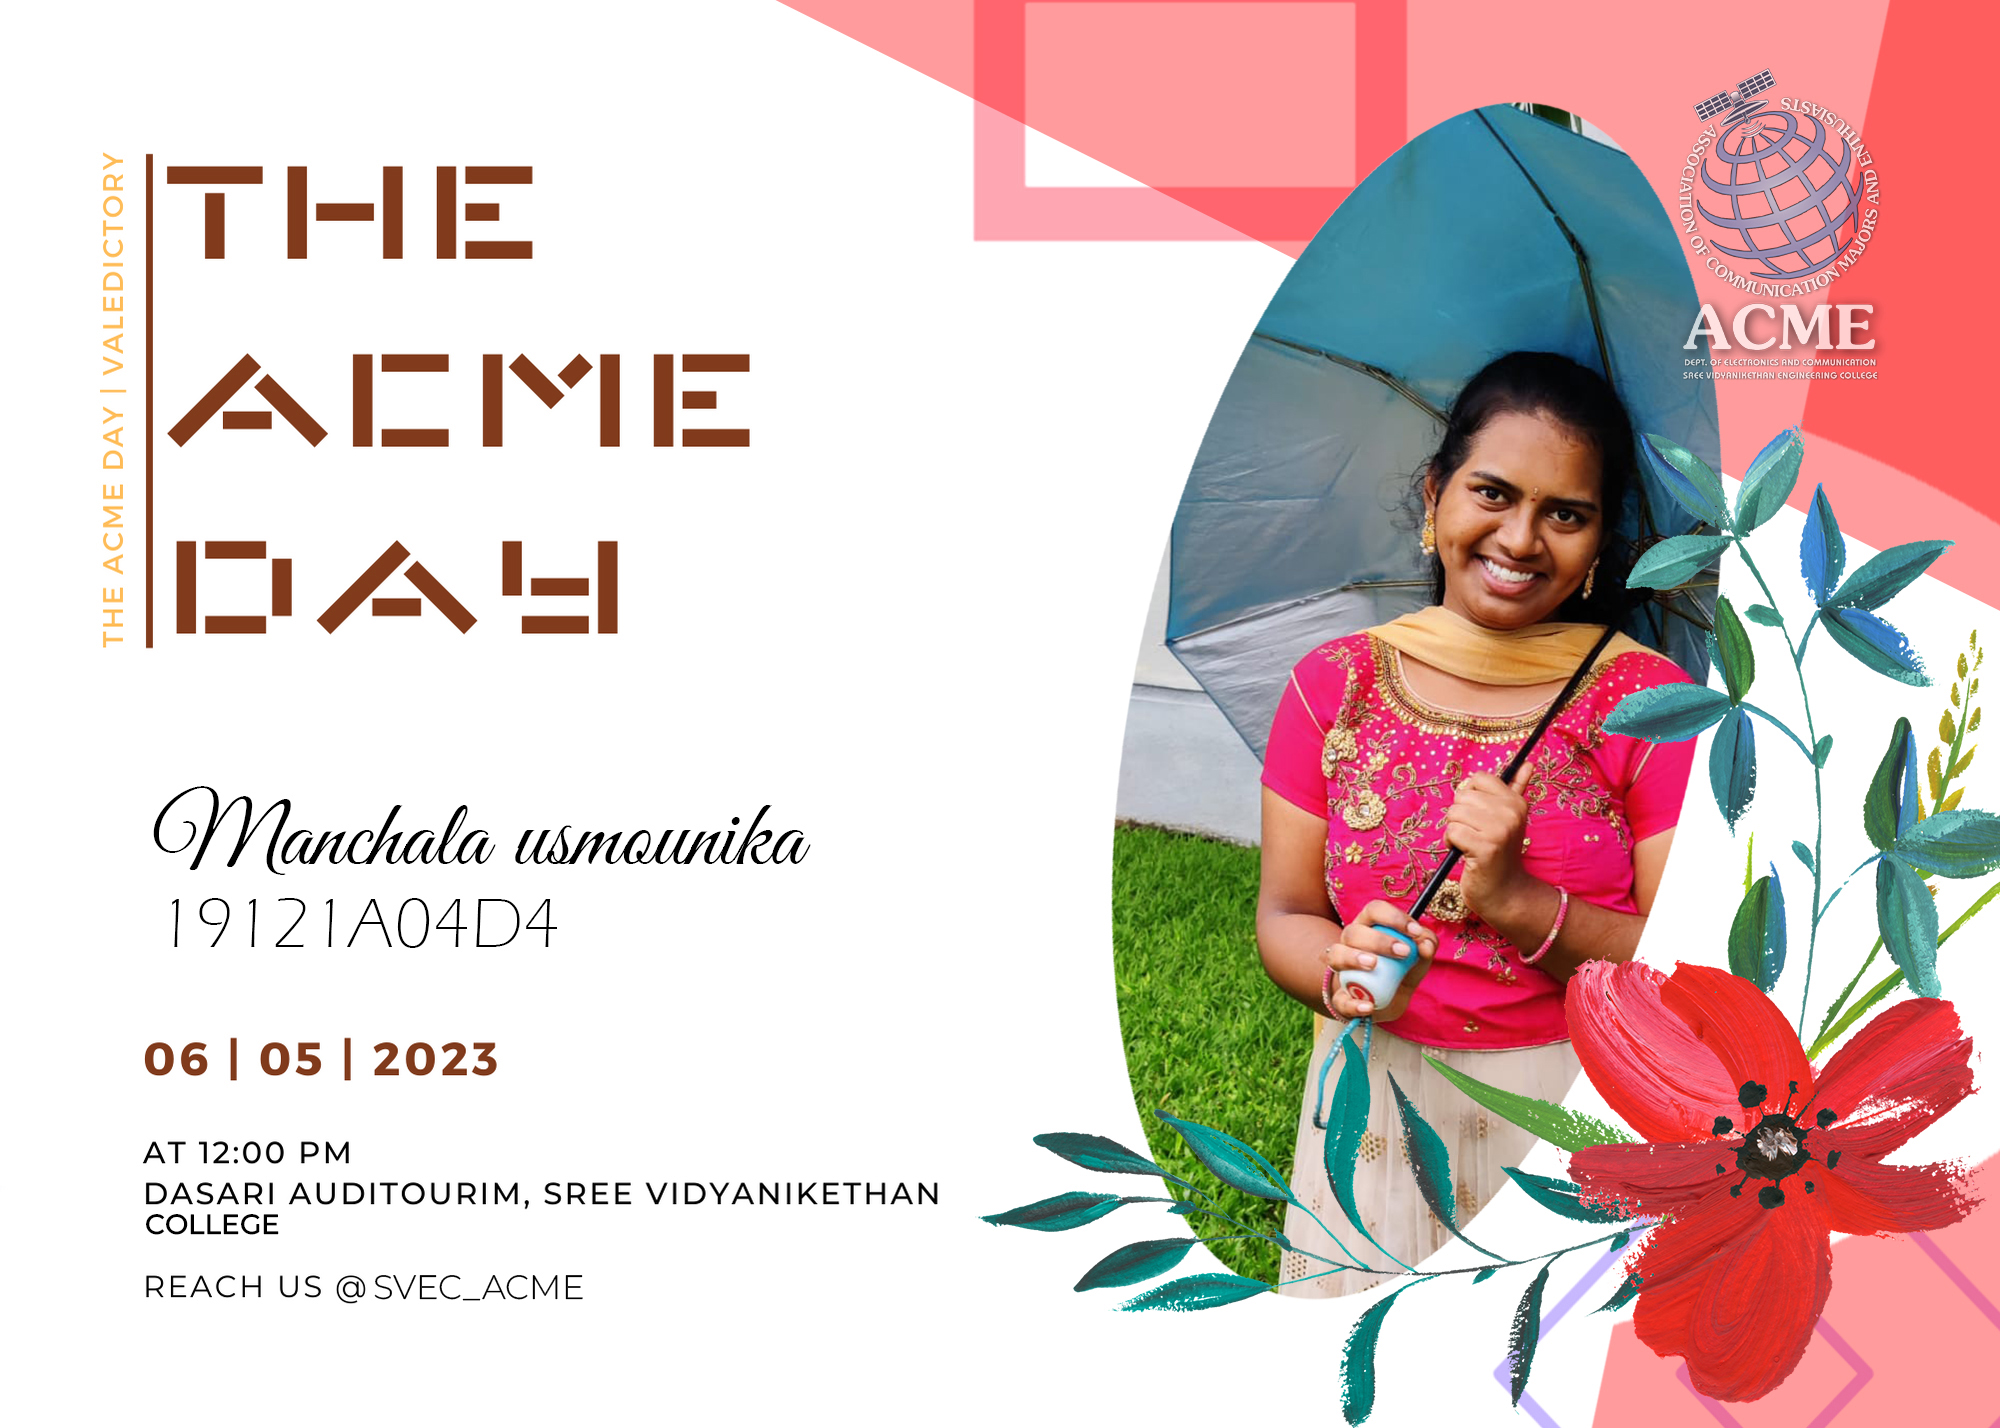 THE ACME DAY | VALEDICTORY
THE
ACME
DAY
Manchala usmounika
19121A04D4
06 | 05 | 2023
AT 12:00 PM
DASARI AUDITOURIM, SREE VIDYANIKETHAN
COLLEGE
REACH US @SVEC_ACME
ASSOCIATION OF COMMUNICATION MAJORS AND ENTHUSIASTS
ACME
DEPT. OF ELECTRONICS AND COMMUNICATION
SREE VIDYANIKETHAN ENGINEERING COLLEGE